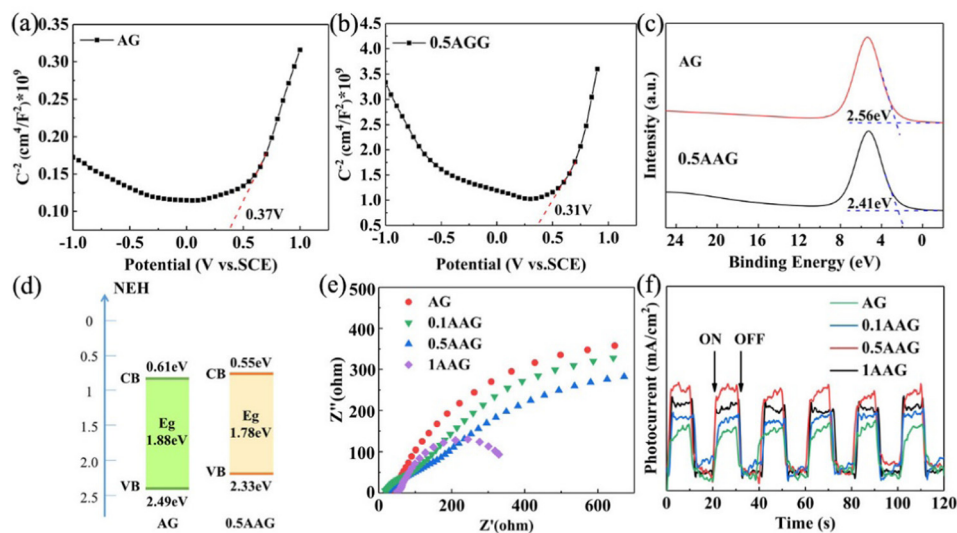 (a)
AG
C⁻² (cm⁴/F²)*10⁹
0.35
0.30
0.25
0.20
0.15
0.10
0.37V
-1.0
-0.5
0.0
0.5
1.0
Potential (V vs.SCE)
(b)
0.5AGG
C⁻² (cm⁴/F²)*10⁹
4.5
4.0
3.5
3.0
2.5
2.0
1.5
1.0
0.5
0.31V
-1.0
-0.5
0.0
0.5
1.0
Potential (V vs.SCE)
(c)
Intensity (a.u.)
AG
2.56eV
0.5AAG
2.41eV
24
20
16
12
8
4
0
Binding Energy (eV)
(d)
NEH
0
0.5
1
1.5
2.0
2.5
CB
0.61eV
Eg
1.88eV
VB
2.49eV
AG
CB
0.55eV
Eg
1.78eV
VB
2.33eV
0.5AAG
(e)
Z''(ohm)
500
400
300
200
100
0
AG
0.1AAG
0.5AAG
1AAG
0
200
400
600
Z'(ohm)
(f)
Photocurrent (mA/cm²)
ON
OFF
AG
0.1AAG
0.5AAG
1AAG
0
20
40
60
80
100
120
Time (s)